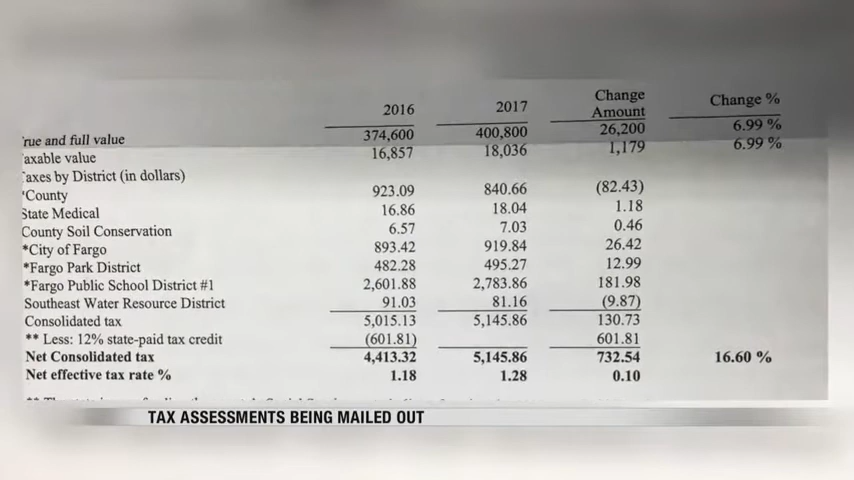 2016 2017 Change Amount Change %
rue and full value 374,600 400,800 26,200 6.99 %
axable value 16,857 18,036 1,179 6.99 %
axes by District (in dollars)
*County 923.09 840.66 (82.43)
State Medical 16.86 18.04 1.18
County Soil Conservation 6.57 7.03 0.46
*City of Fargo 893.42 919.84 26.42
*Fargo Park District 482.28 495.27 12.99
*Fargo Public School District #1 2,601.88 2,783.86 181.98
Southeast Water Resource District 91.03 81.16 (9.87)
Consolidated tax 5,015.13 5,145.86 130.73
** Less: 12% state-paid tax credit (601.81) 601.81
Net Consolidated tax 4,413.32 5,145.86 732.54 16.60 %
Net effective tax rate % 1.18 1.28 0.10
TAX ASSESSMENTS BEING MAILED OUT